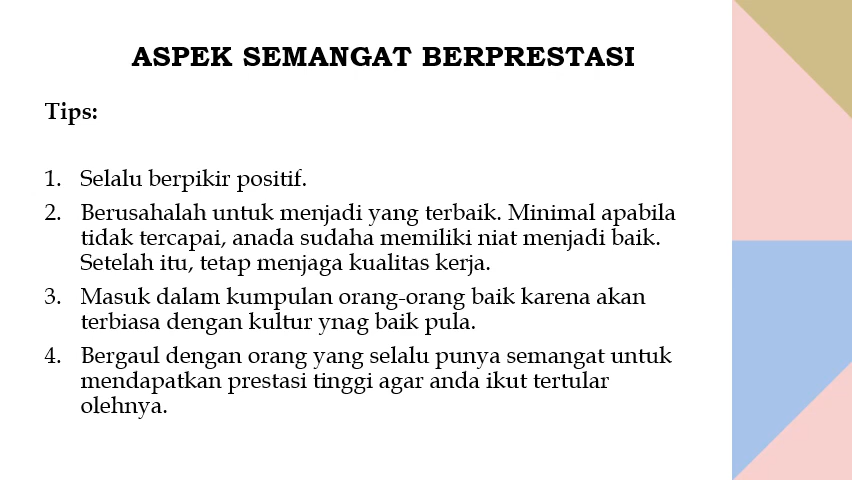 ASPEK SEMANGAT BERPRESTASI
Tips:
1. Selalu berpikir positif.
2. Berusahalah untuk menjadi yang terbaik. Minimal apabila
tidak tercapai, anada sudaha memiliki niat menjadi baik.
Setelah itu, tetap menjaga kualitas kerja.
3. Masuk dalam kumpulan orang-orang baik karena akan
terbiasa dengan kultur ynag baik pula.
4. Bergaul dengan orang yang selalu punya semangat untuk
mendapatkan prestasi tinggi agar anda ikut tertular
olehnya.